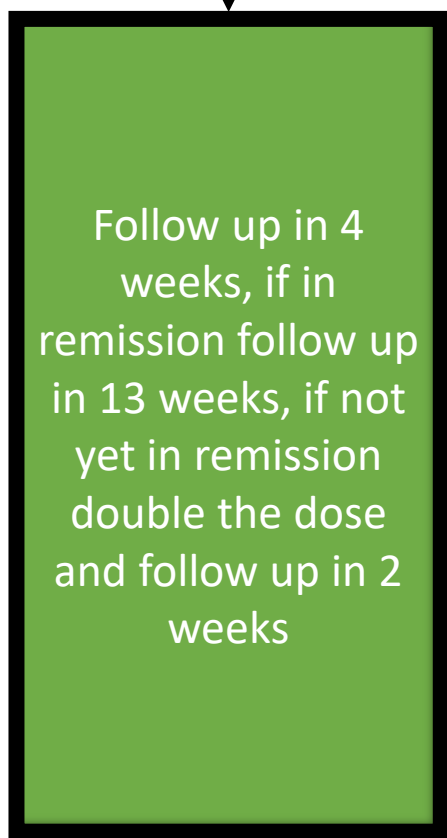 Follow up in 4
weeks, if in
remission follow up
in 13 weeks, if not
yet in remission
double the dose
and follow up in 2
weeks